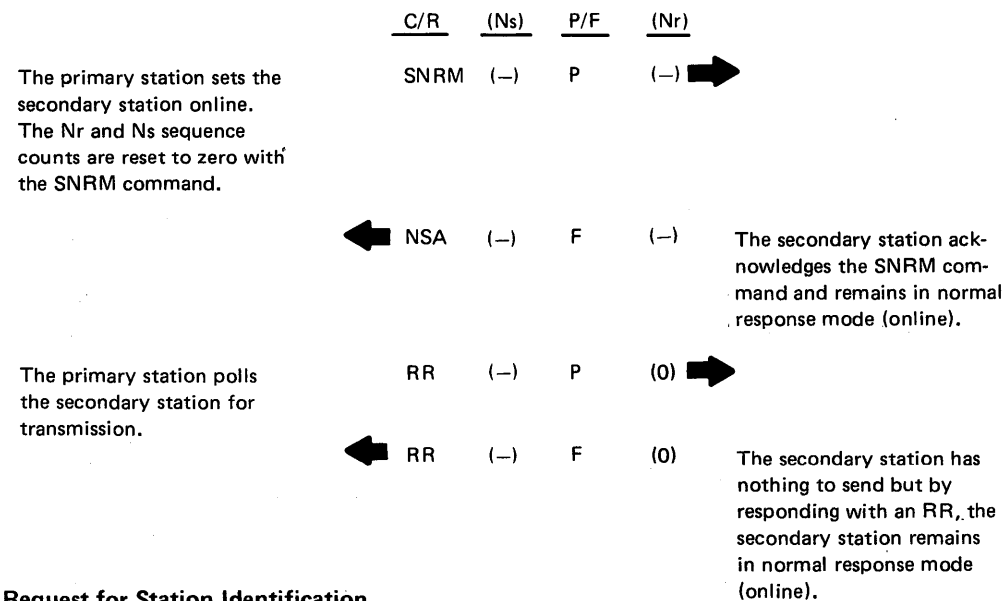 C/R (Ns) P/F (Nr)
The primary station sets the SNRM (–) P (–)
secondary station online.
The Nr and Ns sequence
counts are reset to zero with
the SNRM command.
NSA (–) F (–) The secondary station ack-
nowledges the SNRM com-
mand and remains in normal
response mode (online).
The primary station polls RR (–) P (0)
the secondary station for
transmission.
RR (–) F (0) The secondary station has
nothing to send but by
responding with an RR, the
secondary station remains
in normal response mode
(online).
Request for Station Identification